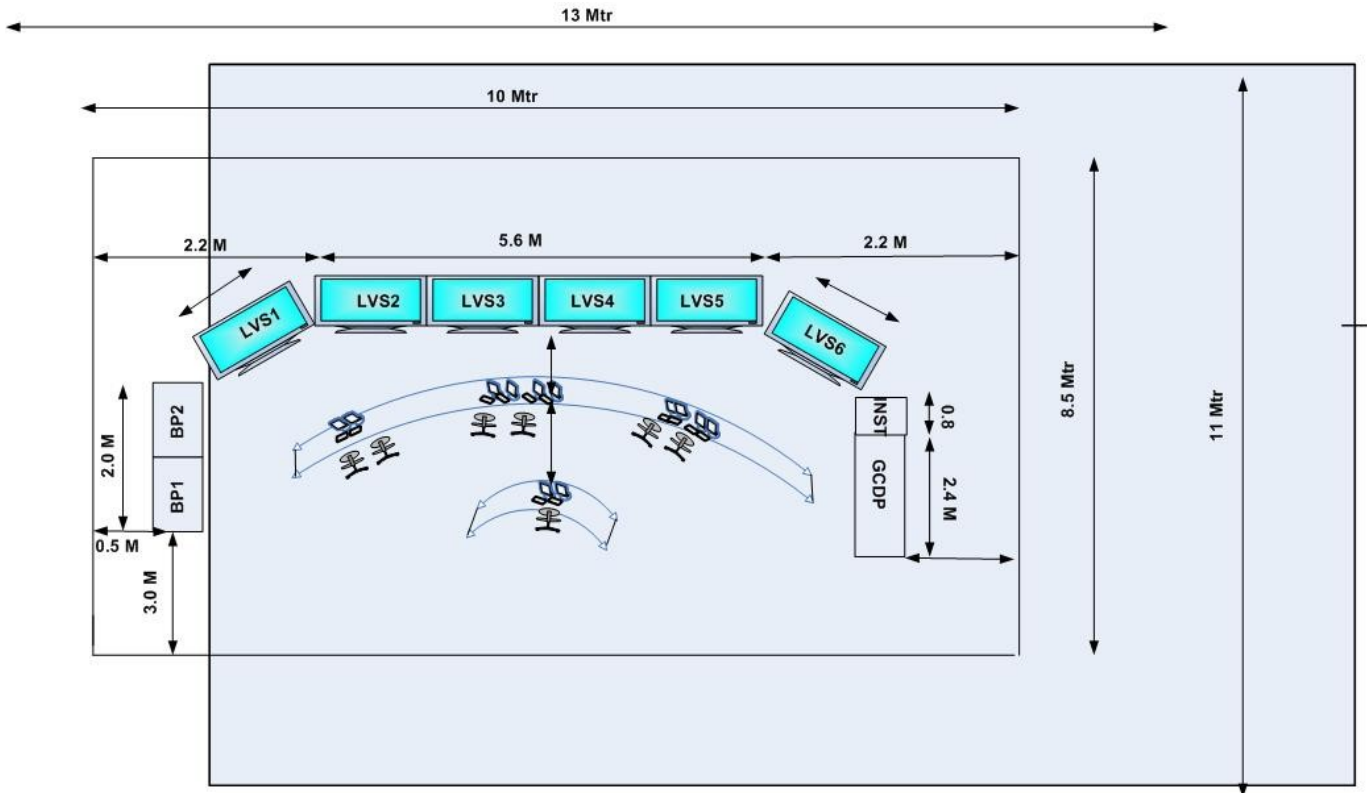 13 Mtr
10 Mtr
2.2 M
5.6 M
2.2 M
LVS1
LVS2
LVS3
LVS4
LVS5
LVS6
8.5 Mtr
11 Mtr
BP2
BP1
2.0 M
0.5 M
3.0 M
INST
GCDP
0.8
2.4 M